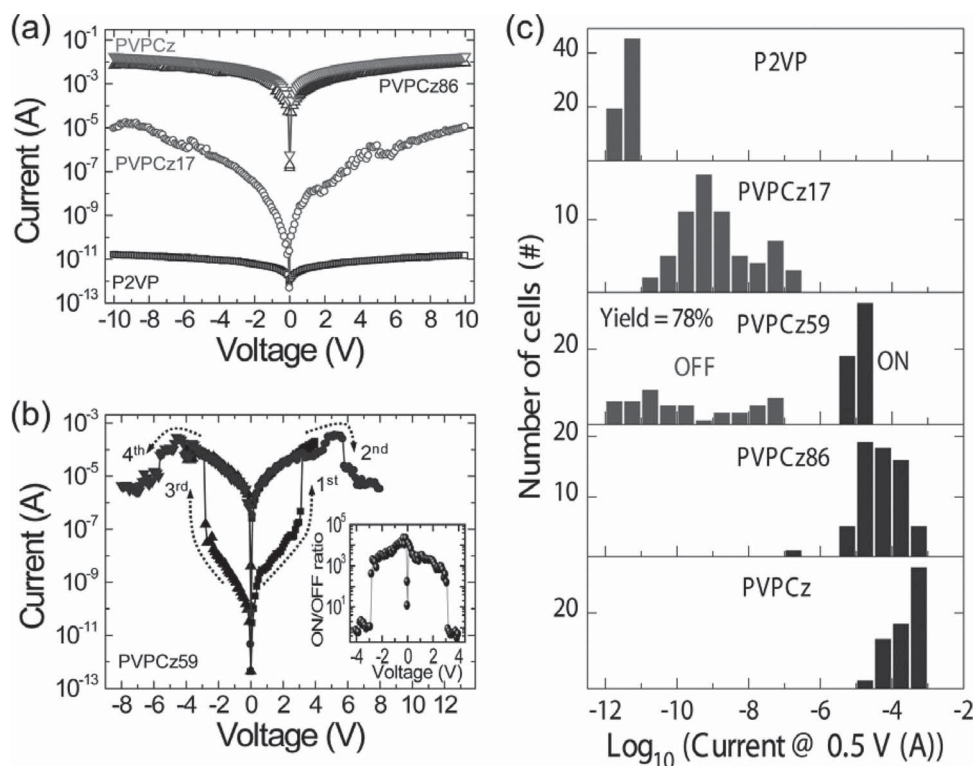 (a)
10⁻¹
10⁻³
10⁻⁵
10⁻⁷
10⁻⁹
10⁻¹¹
10⁻¹³
Current (A)
PVPCz
PVPCz86
PVPCz17
P2VP
-10 -8 -6 -4 -2 0 2 4 6 8 10
Voltage (V)
(b)
10⁻¹
10⁻³
10⁻⁵
10⁻⁷
10⁻⁹
10⁻¹¹
10⁻¹³
Current (A)
4th
3rd
2nd
1st
PVPCz59
ON/OFF ratio
10⁵
10³
10¹
-4 -2 0 2 4
Voltage (V)
-8 -6 -4 -2 0 2 4 6 8 10 12
Voltage (V)
(c)
Number of cells (#)
40
20
P2VP
10
PVPCz17
20
Yield = 78%
PVPCz59
OFF
ON
20
10
PVPCz86
20
PVPCz
-12 -10 -8 -6 -4 -2
Log₁₀ (Current @ 0.5 V (A))